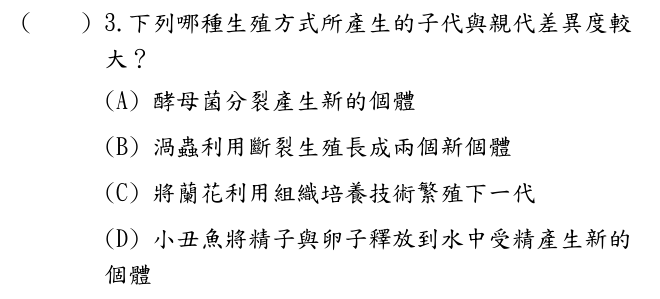 （　　）3.下列哪種生殖方式所產生的子代與親代差異度較
大？
(A) 酵母菌分裂產生新的個體
(B) 渦蟲利用斷裂生殖長成兩個新個體
(C) 將蘭花利用組織培養技術繁殖下一代
(D) 小丑魚將精子與卵子釋放到水中受精產生新的
個體